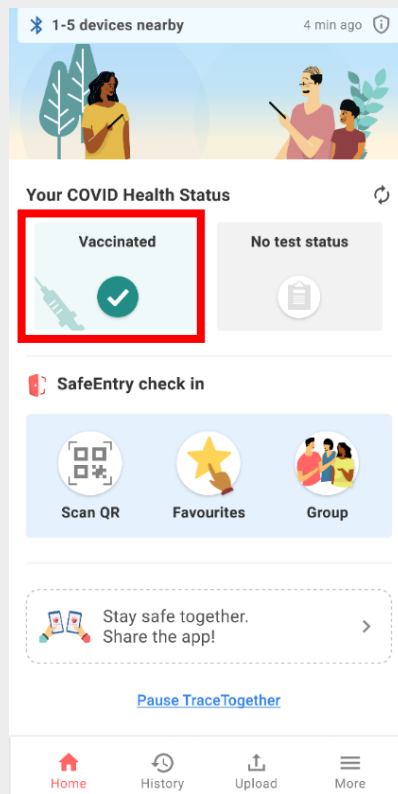 1-5 devices nearby 4 min ago
Your COVID Health Status
Vaccinated No test status
SafeEntry check in
Scan QR Favourites Group
Stay safe together.
Share the app!
Pause TraceTogether
Home History Upload More